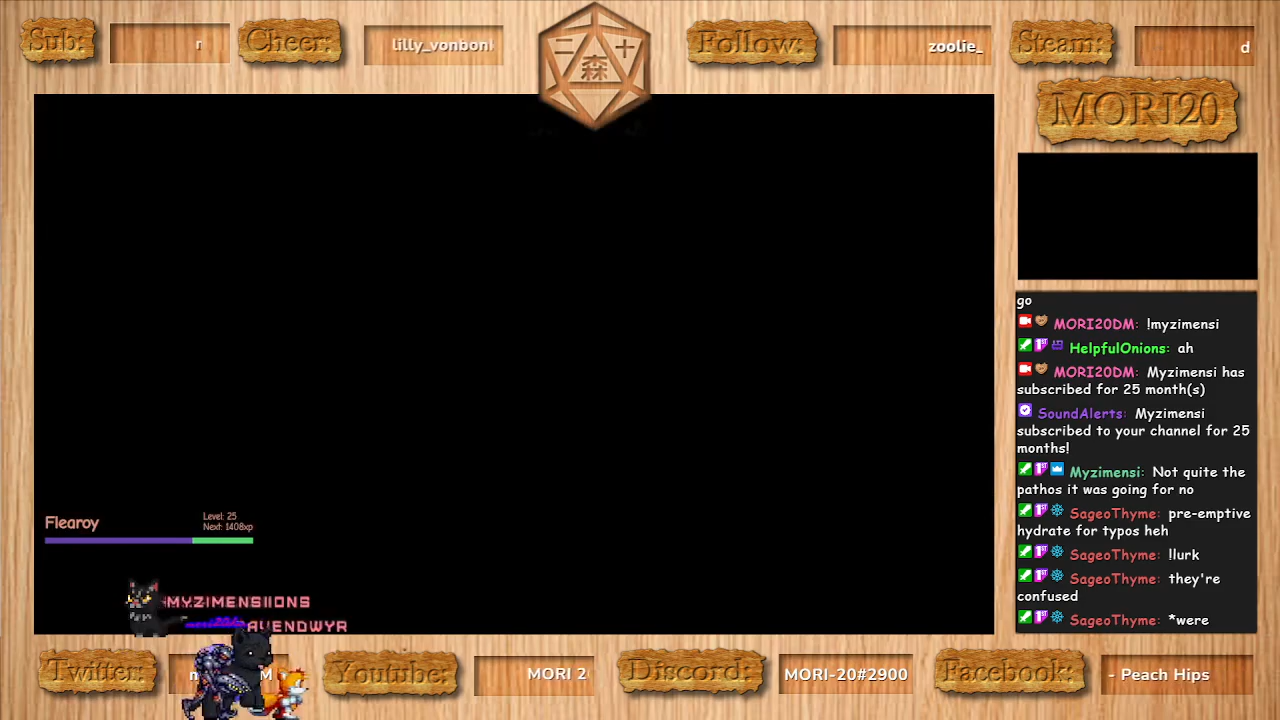 Sub:
Cheer:
lilly_vonbon
二 十
森
Follow:
zoolie_
Steam:
d
MORI20
go
MORI20DM: !myzimensi
HelpfulOnions: ah
MORI20DM: Myzimensi has
subscribed for 25 month(s)
SoundAlerts: Myzimensi
subscribed to your channel for 25
months!
Myzimensi: Not quite the
pathos it was going for no
SageoThyme: pre-emptive
hydrate for typos heh
SageoThyme: !lurk
SageoThyme: they're
confused
SageoThyme: *were
Flearoy
Level: 25
Next: 1408xp
MYZIMENSIONS
AVENDWYR
Twitter:
Youtube:
MORI 2
Discord:
MORI-20#2900
Facebook:
- Peach Hips